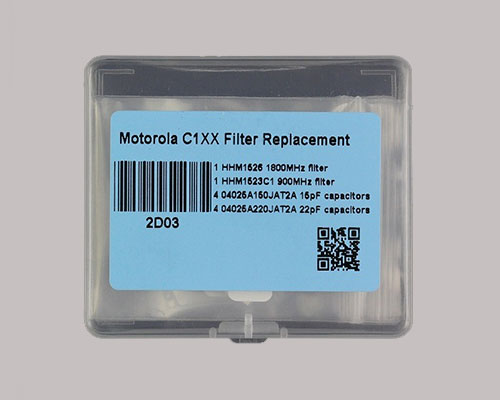 Motorola C1XX Filter Replacement
1 HHM1526 1800MHz filter
1 HHM1523C1 900MHz filter
4 04025A150JAT2A 15pF capacitors
4 04025A220JAT2A 22pF capacitors
2D03